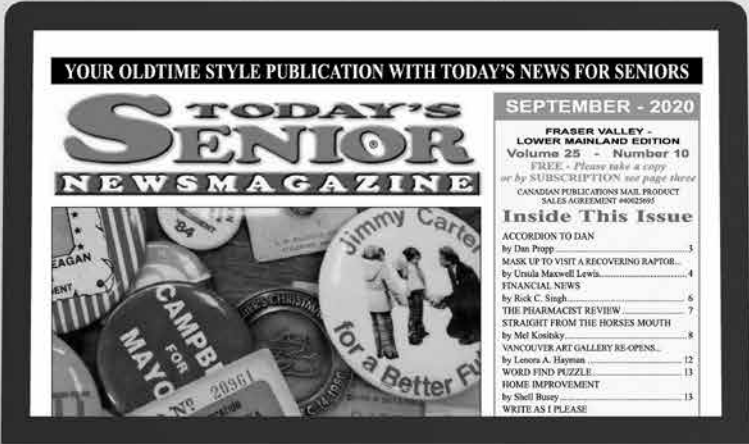 YOUR OLDTIME STYLE PUBLICATION WITH TODAY'S NEWS FOR SENIORS
TODAY'S
SENIOR®
NEWSMAGAZINE
SEPTEMBER - 2020
FRASER VALLEY -
LOWER MAINLAND EDITION
Volume 25 - Number 10
FREE - Please take a copy
or by SUBSCRIPTION see page three
CANADIAN PUBLICATIONS MAIL PRODUCT
SALES AGREEMENT #40025695
Inside This Issue
ACCORDION TO DAN
by Dan Propp 3
MASK UP TO VISIT A RECOVERING RAPTOR...
by Ursula Maxwell Lewis 4
FINANCIAL NEWS
by Rick C. Singh 6
THE PHARMACIST REVIEW 7
STRAIGHT FROM THE HORSES MOUTH
by Mel Kositsky 8
VANCOUVER ART GALLERY RE-OPENS...
by Lenora A. Hayman 12
WORD FIND PUZZLE 13
HOME IMPROVEMENT
by Shell Busey 13
WRITE AS I PLEASE
'84
EAGAN
CAMPB
FOR
MAYO
Nº 20961
Jimmy Carter
for a Better Fu